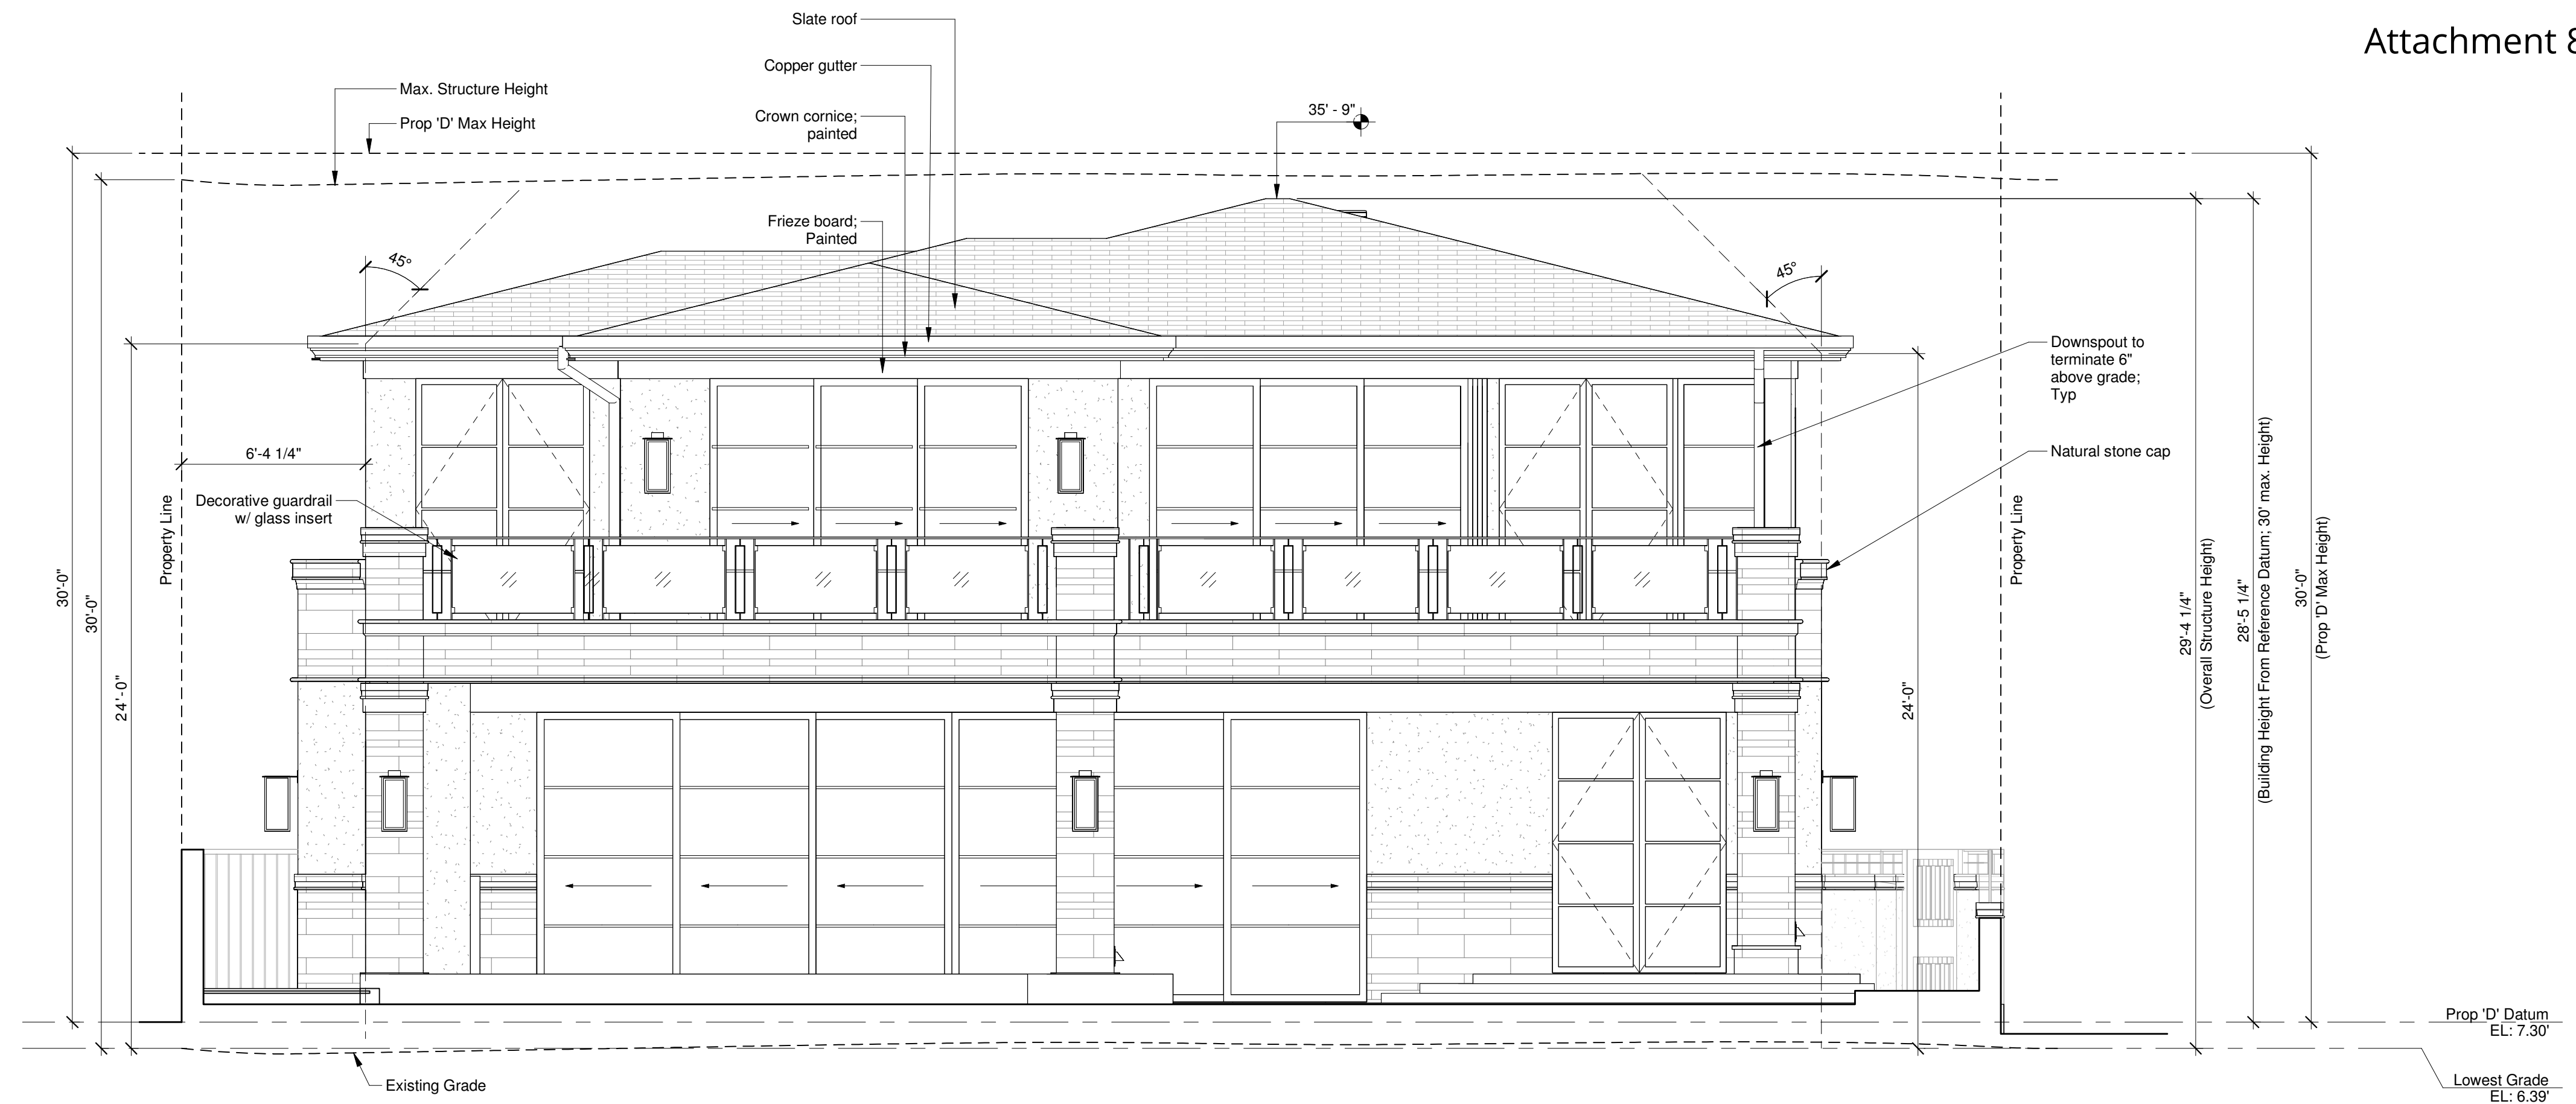 Attachment 8
Slate roof
Copper gutter
Max. Structure Height
Prop 'D' Max Height
Crown cornice;
painted
35' - 9"
Frieze board;
Painted
45°
45°
Downspout to
terminate 6"
above grade;
Typ
6'-4 1/4"
Natural stone cap
Decorative guardrail
w/ glass insert
Property Line
Property Line
30'-0"
30'-0"
24'-0"
24'-0"
29'-4 1/4"
(Overall Structure Height)
28'-5 1/4"
(Building Height From Reference Datum; 30' max. Height)
30'-0"
(Prop 'D' Max Height)
Prop 'D' Datum
EL: 7.30'
Existing Grade
Lowest Grade
EL: 6.39'